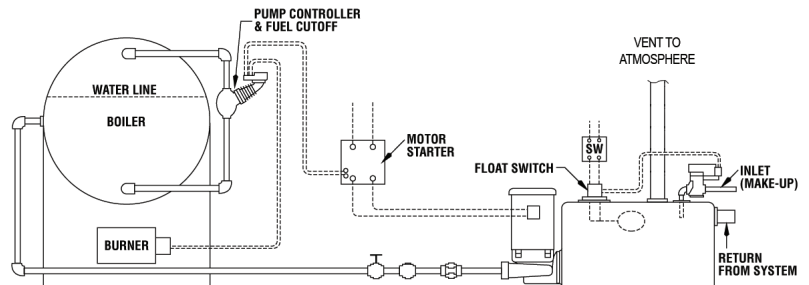 PUMP CONTROLLER
& FUEL CUTOFF
VENT TO
ATMOSPHERE
WATER LINE
BOILER
MOTOR
STARTER
SW
FLOAT SWITCH
INLET
(MAKE-UP)
BURNER
RETURN
FROM SYSTEM